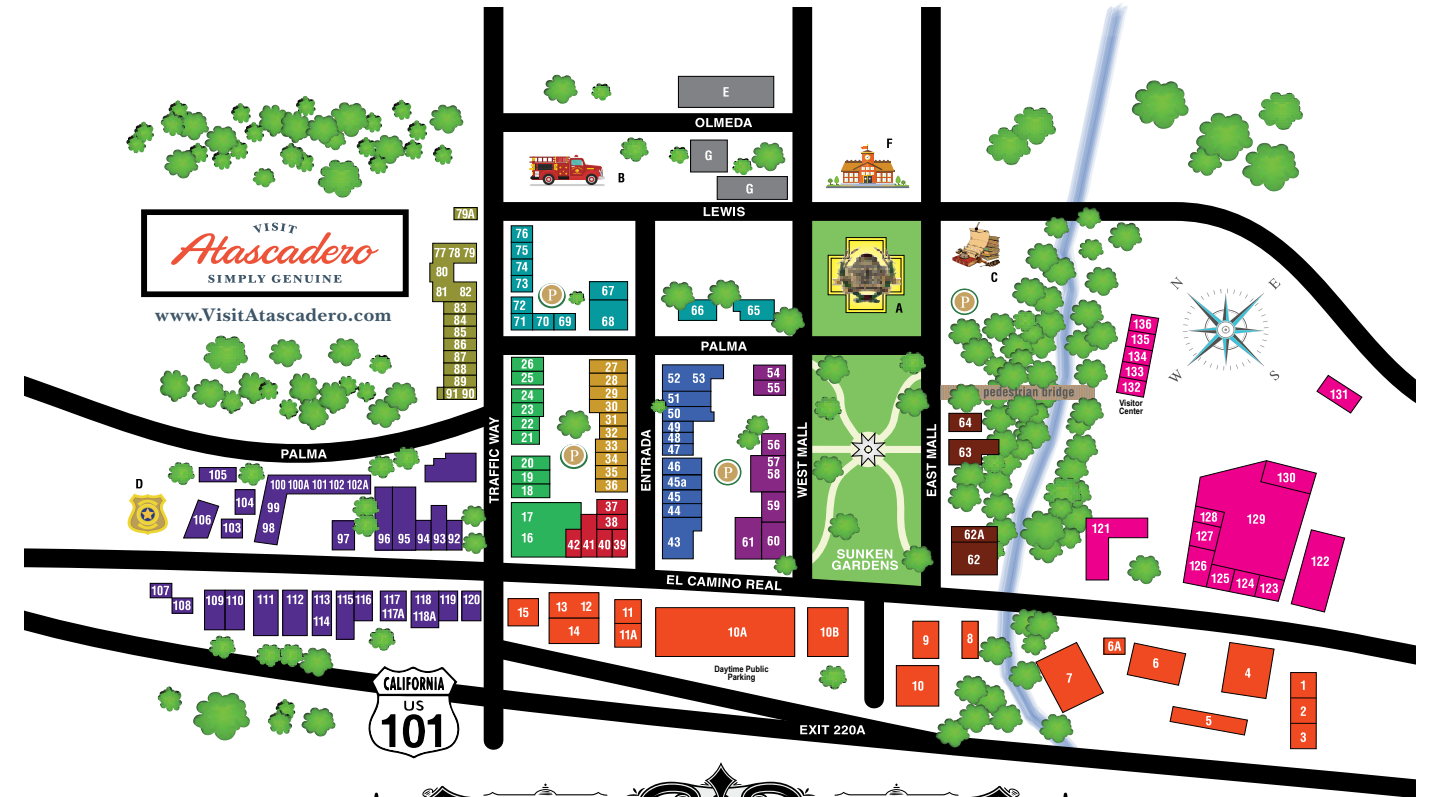 E
OLMEDA
B
G
G
F
LEWIS
VISIT
Atascadero
SIMPLY GENUINE
www.VisitAtascadero.com
79A
77 78 79
80
81 82
83
84
85
86
87
88
89
91 90
76
75
74
73
72
71 70 69
P
67
68
66
65
A
C
P
N
E
W
S
PALMA
136
135
134
133
132
Visitor
Center
131
pedestrian bridge
26
25
24
23
22
21
20
19
18
17
16
27
28
29
30
31
32
33
34
35
36
P
37
38
42 41 40 39
TRAFFIC WAY
ENTRADA
WEST MALL
EAST MALL
52 53
51
50
49
48
47
46
45a
45
44
43
54
55
56
57
58
59
60
61
P
SUNKEN
GARDENS
64
63
62A
62
PALMA
D
105
106
104
103
100 100A 101 102 102A
99
98
97
96 95 94 93 92
121
130
129
128
127
126
125 124 123
122
EL CAMINO REAL
107
108
109 110
111
112
113
114
115 116
117
117A
118
118A
119
120
15
13 12
14
11
11A
10A
10B
Daytime Public
Parking
9
8
10
7
6A
6
4
5
1
2
3
CALIFORNIA
US
101
EXIT 220A